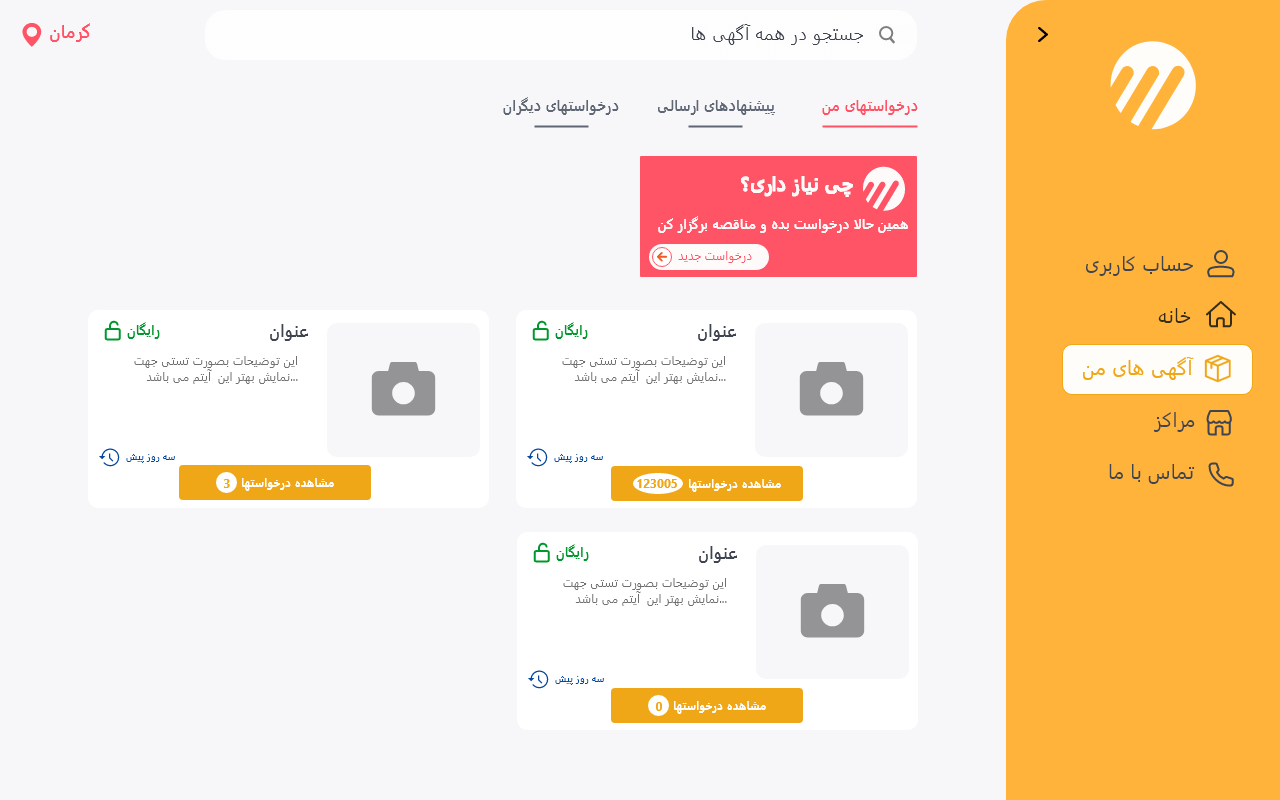 کرمان
جستجو در همه آگهی ها
درخواستهای من
پیشنهادهای ارسالی
درخواستهای دیگران
چی نیاز داری؟
همین حالا درخواست بده و مناقصه برگزار کن
درخواست جدید
حساب کاربری
خانه
آگهی های من
مراکز
تماس با ما
عنوان
رایگان
این توضیحات بصورت تستی جهت
نمایش بهتر این آیتم می باشد...
سه روز پیش
مشاهده درخواستها 123005
عنوان
رایگان
این توضیحات بصورت تستی جهت
نمایش بهتر این آیتم می باشد...
سه روز پیش
مشاهده درخواستها 3
عنوان
رایگان
این توضیحات بصورت تستی جهت
نمایش بهتر این آیتم می باشد...
سه روز پیش
مشاهده درخواستها 0